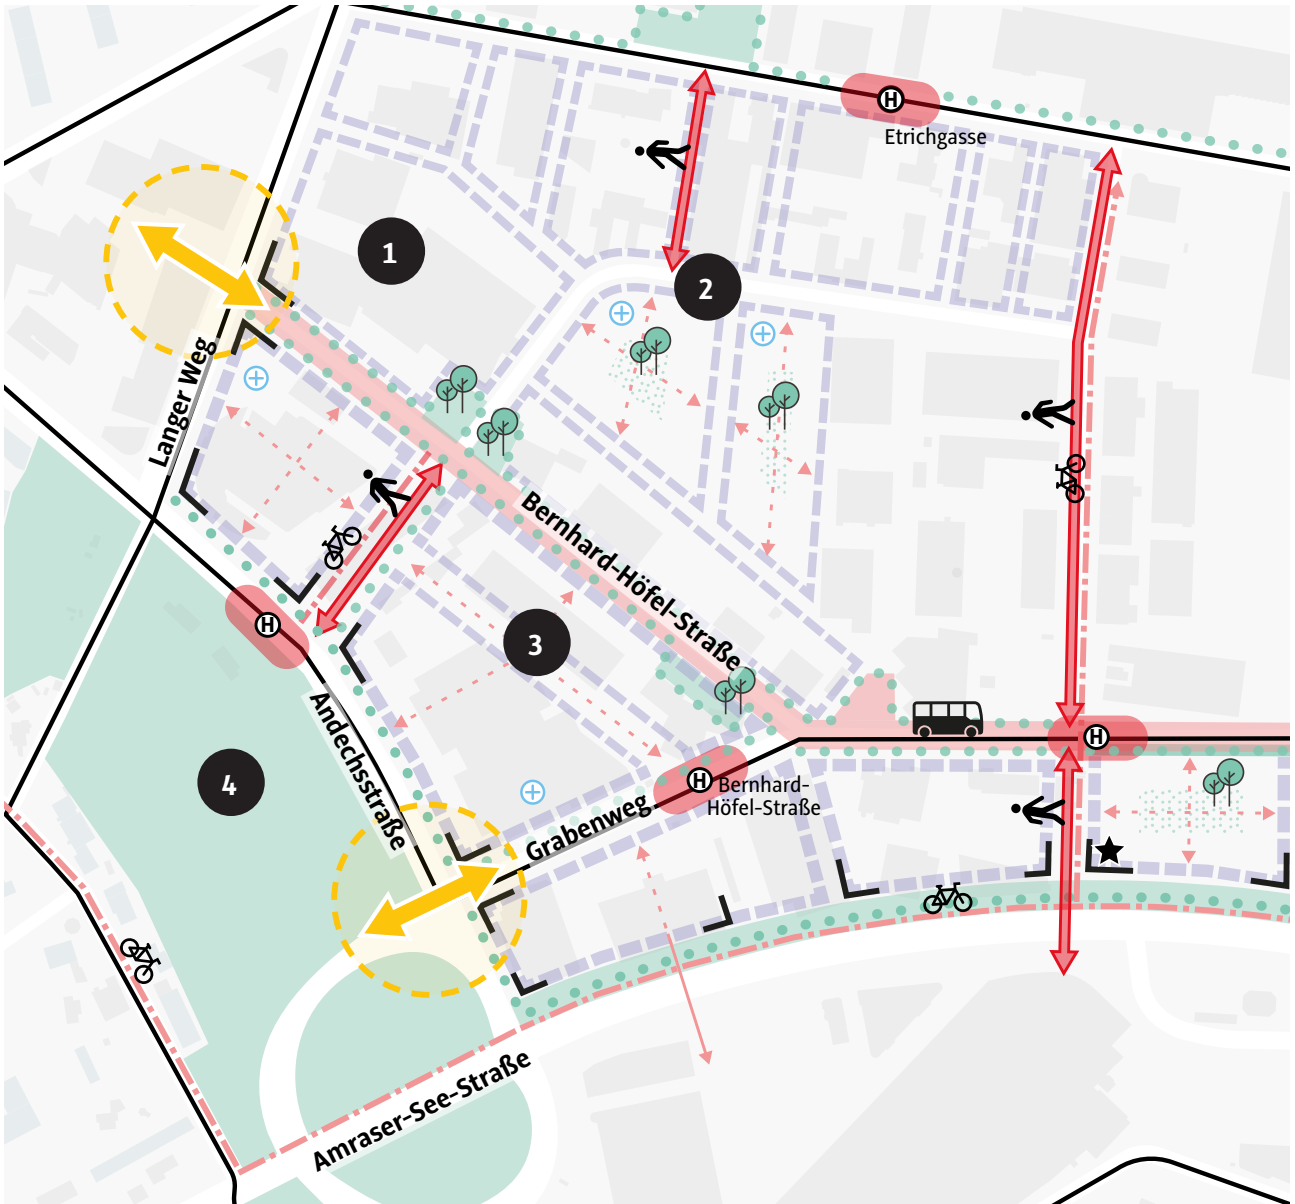 H
Etrichgasse
1
2
Langer Weg
Bernhard-Höfel-Straße
H
3
Andechsstraße
H
4
H
Bernhard-
Höfel-Straße
Grabenweg
Amraser-See-Straße